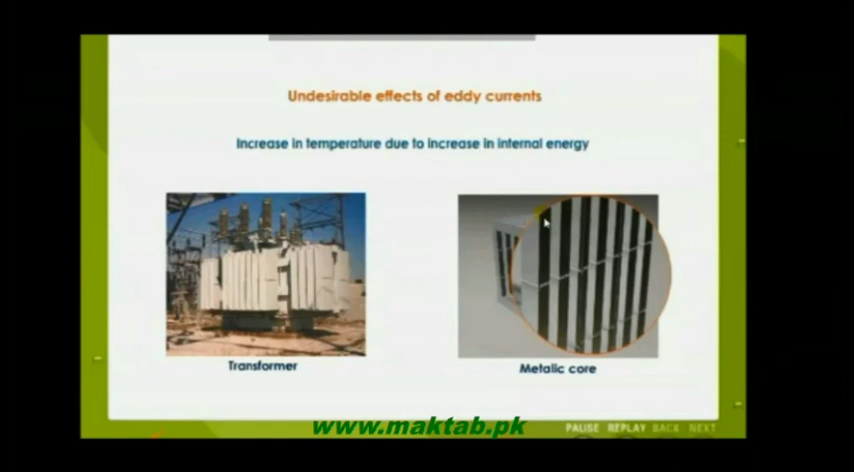 Undesirable effects of eddy currents
Increase in temperature due to increase in internal energy
Transformer
Metalic core
www.maktab.pk
PAUSE REPLAY BACK NEXT